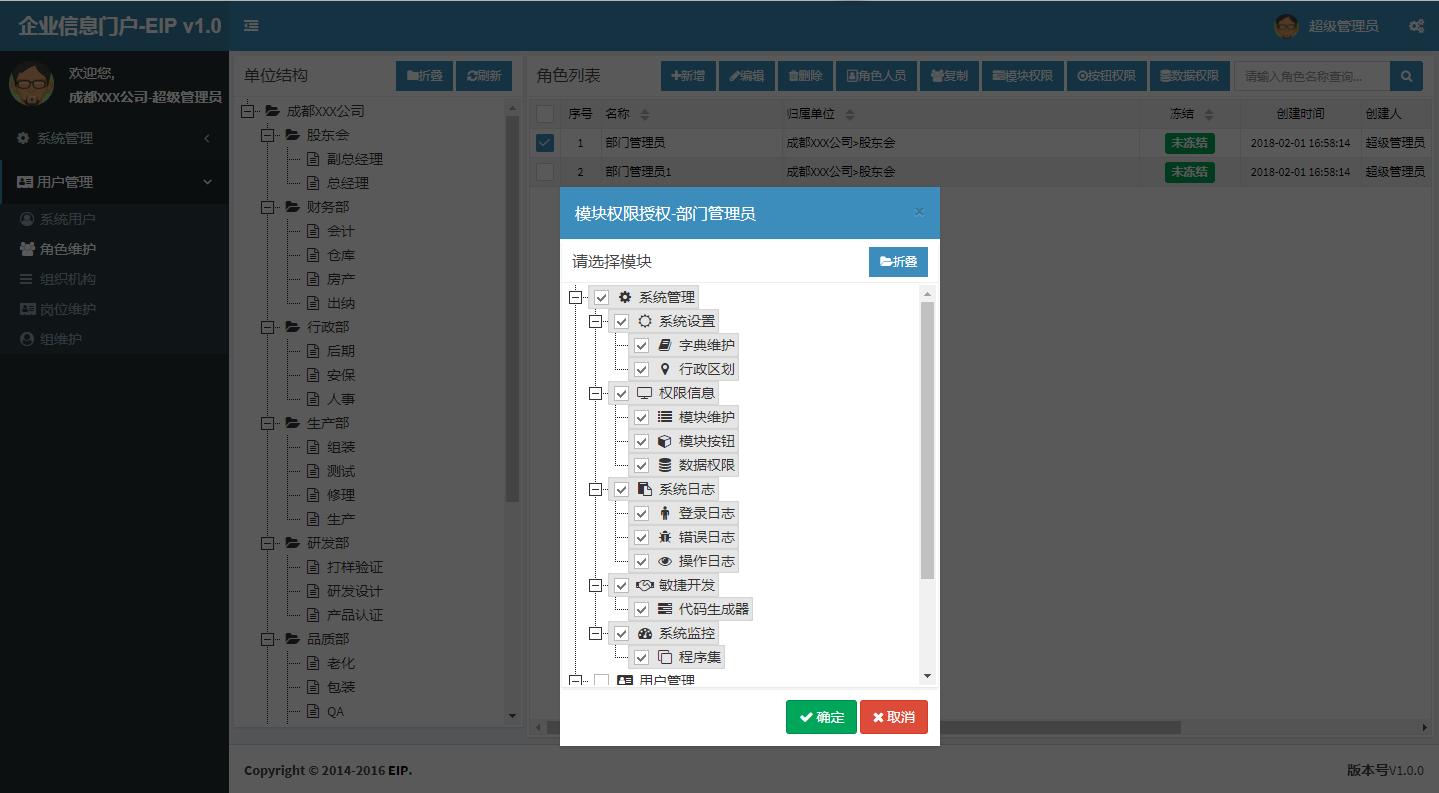 企业信息门户-EIP v1.0
超级管理员
欢迎您,
成都XXX公司-超级管理员
系统管理
用户管理
系统用户
角色维护
组织机构
岗位维护
组维护
单位结构
折叠 刷新
成都XXX公司
股东会
副总经理
总经理
财务部
会计
仓库
房产
出纳
行政部
后期
安保
人事
生产部
组装
测试
修理
生产
研发部
打样验证
研发设计
产品认证
品质部
老化
包装
QA
角色列表
新增 编辑 删除 角色人员 复制 模块权限 按钮权限 数据权限 请输入角色名称查询...
序号 名称 归属单位 冻结 创建时间 创建人
1 部门管理员 成都XXX公司>股东会 未冻结 2018-02-01 16:58:14 超级管理员
2 部门管理员1 成都XXX公司>股东会 未冻结 2018-02-01 16:58:14 超级管理员
模块权限授权-部门管理员 ×
请选择模块 折叠
系统管理
系统设置
字典维护
行政区划
权限信息
模块维护
模块按钮
数据权限
系统日志
登录日志
错误日志
操作日志
敏捷开发
代码生成器
系统监控
程序集
用户管理
确定 取消
Copyright © 2014-2016 EIP.
版本号V1.0.0